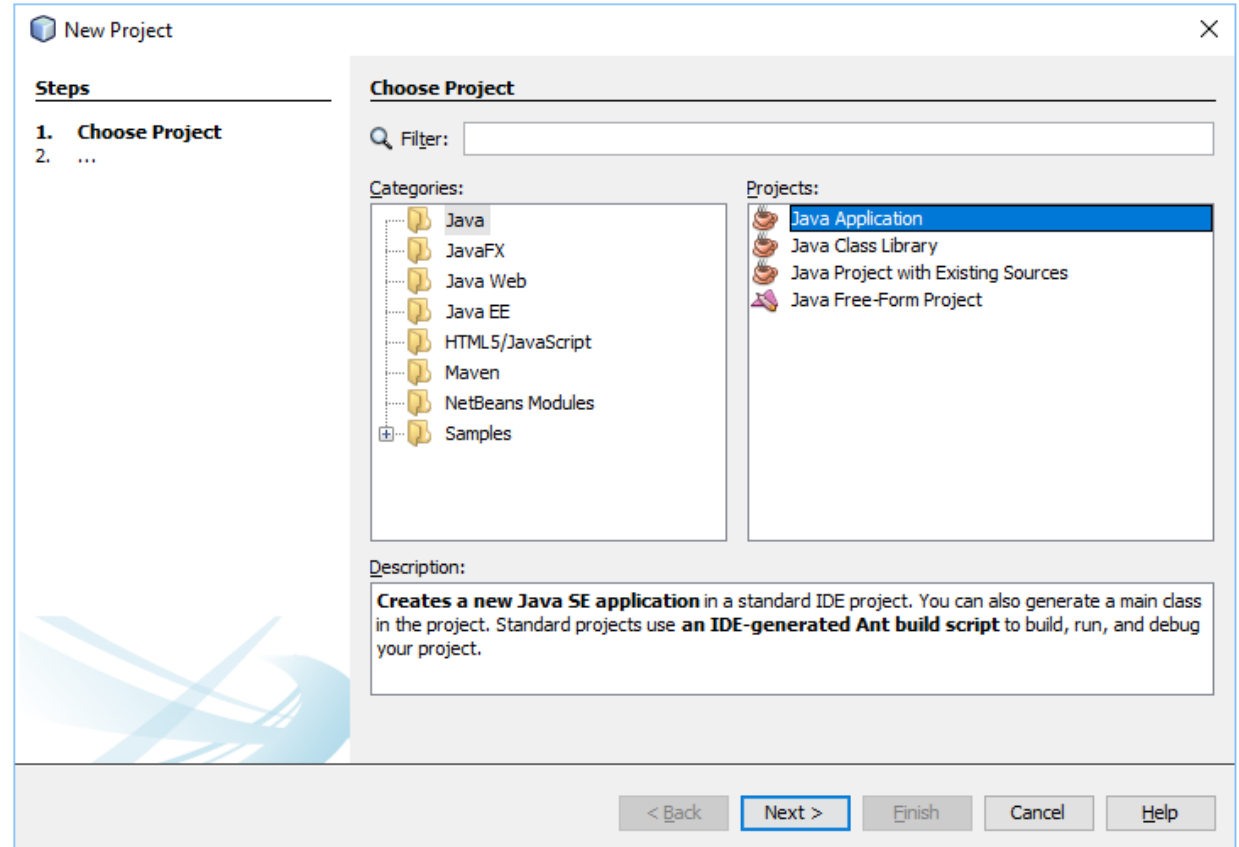 New Project
Steps
1. Choose Project
2. ...
Choose Project
Filter:
Categories:
Java
JavaFX
Java Web
Java EE
HTML5/JavaScript
Maven
NetBeans Modules
Samples
Projects:
Java Application
Java Class Library
Java Project with Existing Sources
Java Free-Form Project
Description:
Creates a new Java SE application in a standard IDE project. You can also generate a main class
in the project. Standard projects use an IDE-generated Ant build script to build, run, and debug
your project.
< Back
Next >
Finish
Cancel
Help